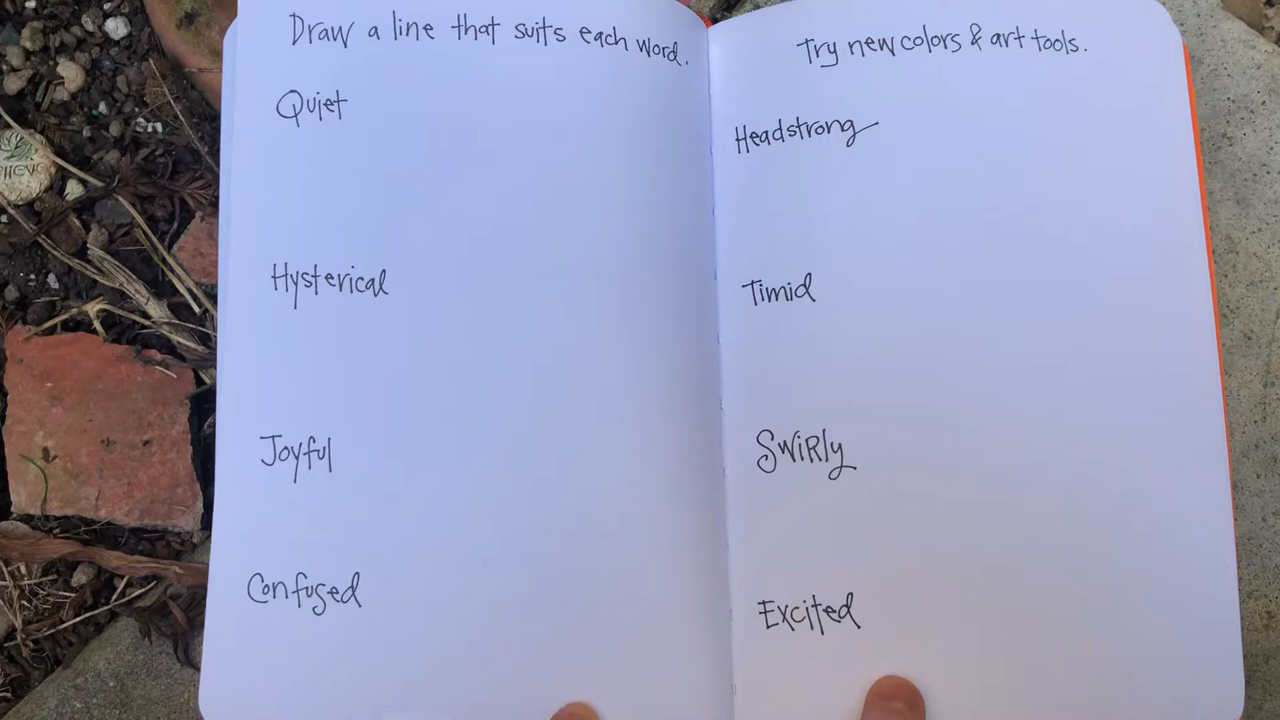 Draw a line that suits each word.
Quiet
Hysterical
Joyful
Confused
Try new colors & art tools.
Headstrong
Timid
SWiRly
Excited